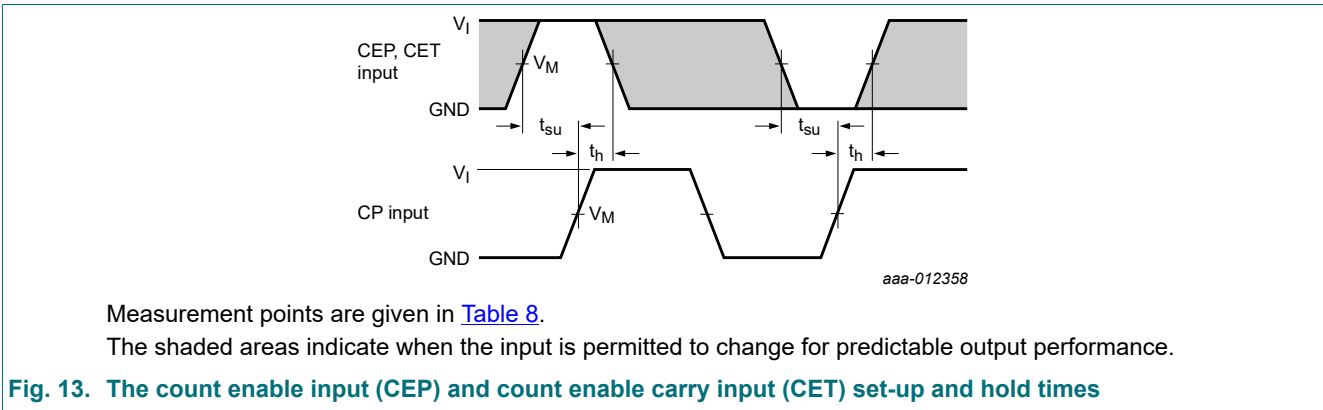 VI
CEP, CET
input
VM
GND
tsu
tsu
th
th
VI
CP input
VM
GND
aaa-012358
Measurement points are given in Table 8.
The shaded areas indicate when the input is permitted to change for predictable output performance.
Fig. 13. The count enable input (CEP) and count enable carry input (CET) set-up and hold times